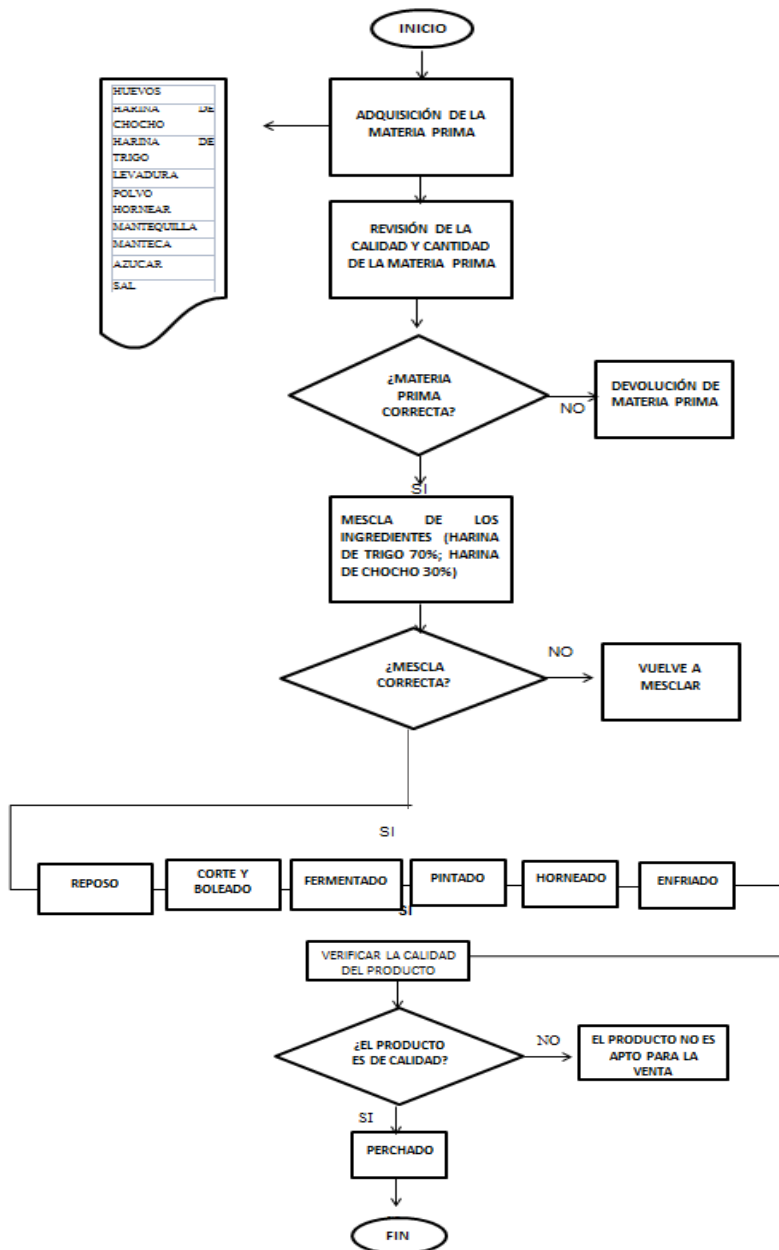 INICIO
HUEVOS
HARINA DE
CHOCHO
HARINA DE
TRIGO
LEVADURA
POLVO
HORNEAR
MANTEQUILLA
MANTECA
AZUCAR
SAL
ADQUISICIÓN DE LA
MATERIA PRIMA
REVISIÓN DE LA
CALIDAD Y CANTIDAD
DE LA MATERIA PRIMA
¿MATERIA
PRIMA
CORRECTA?
NO
DEVOLUCIÓN DE
MATERIA PRIMA
SI
MESCLA DE LOS
INGREDIENTES (HARINA
DE TRIGO 70%; HARINA
DE CHOCHO 30%)
¿MESCLA
CORRECTA?
NO
VUELVE A
MESCLAR
SI
REPOSO
CORTE Y
BOLEADO
FERMENTADO
PINTADO
HORNEADO
ENFRIADO
SI
VERIFICAR LA CALIDAD
DEL PRODUCTO
¿EL PRODUCTO
ES DE CALIDAD?
NO
EL PRODUCTO NO ES
APTO PARA LA
VENTA
SI
PERCHADO
FIN